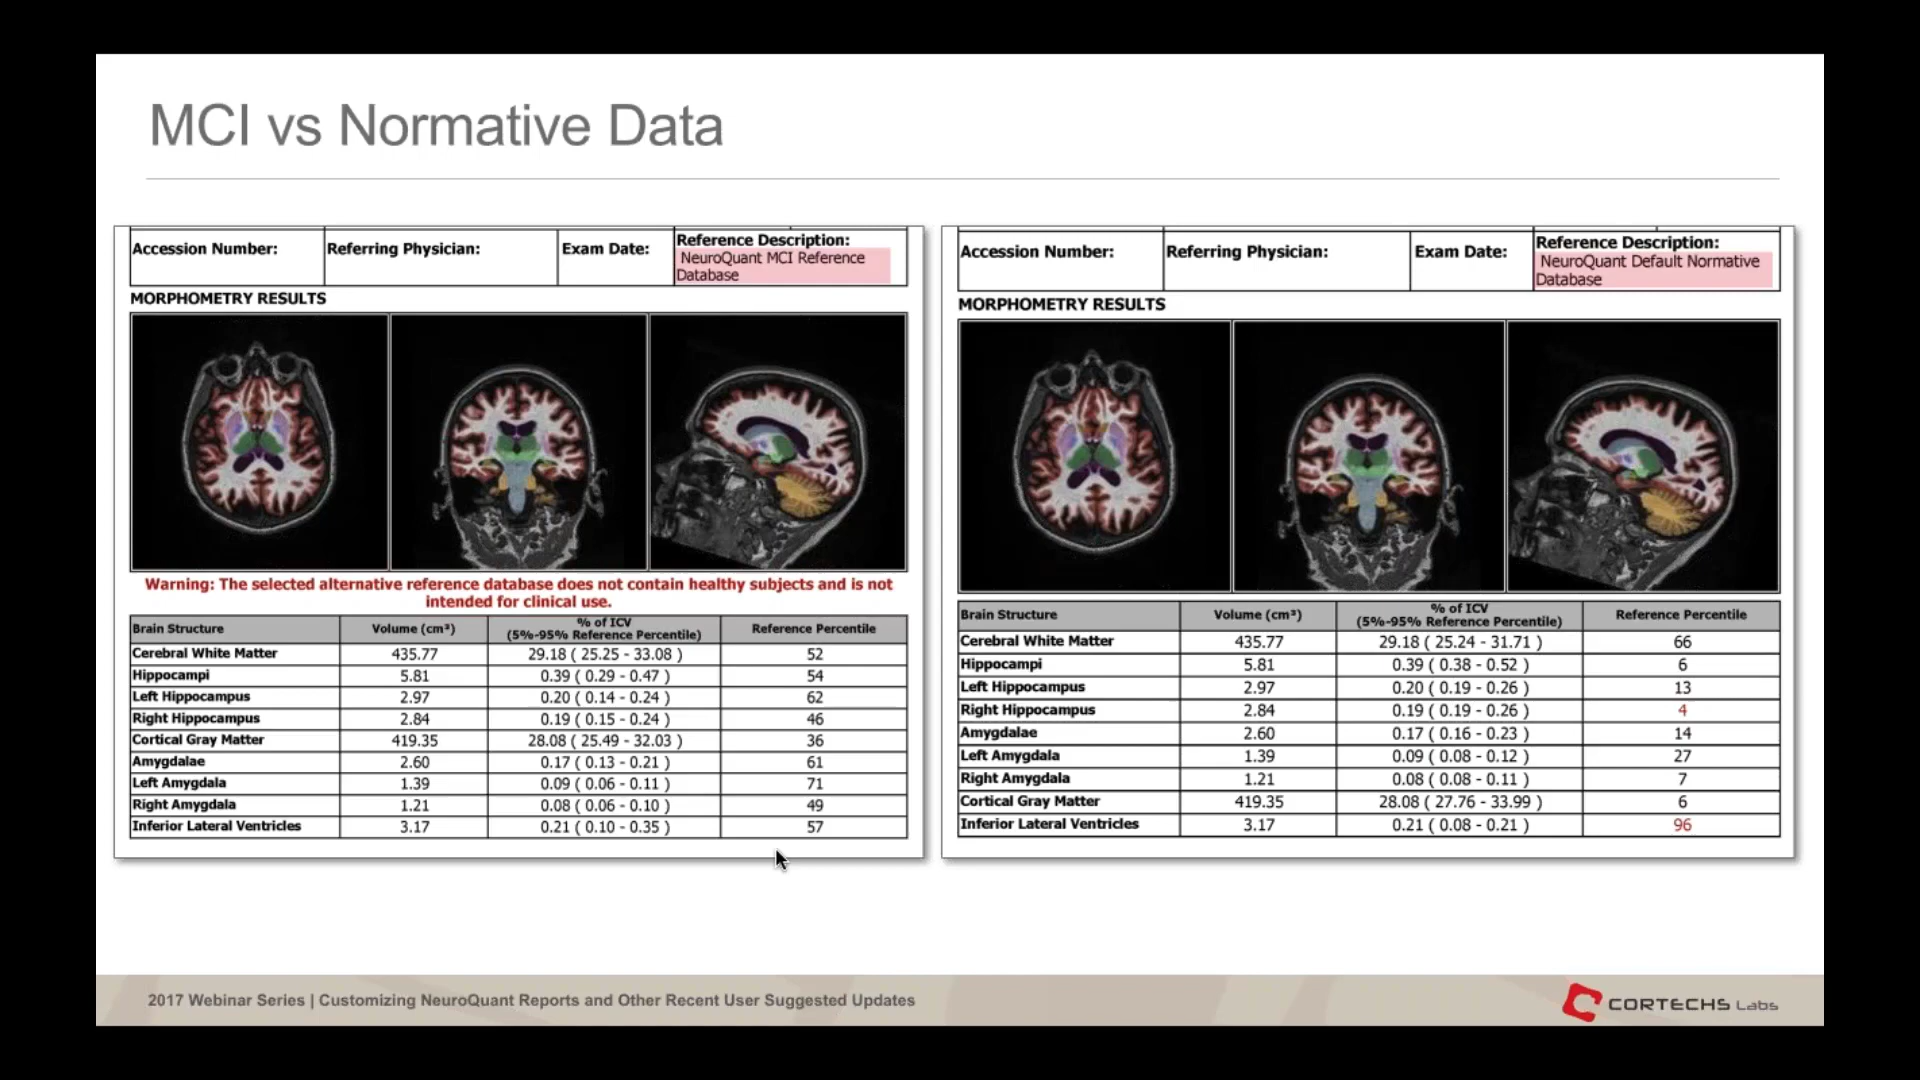 MCI vs Normative Data
Accession Number: Referring Physician: Exam Date: Reference Description:
NeuroQuant MCI Reference
Database
MORPHOMETRY RESULTS
Warning: The selected alternative reference database does not contain healthy subjects and is not
intended for clinical use.
Brain Structure Volume (cm³) % of ICV (5%-95% Reference Percentile) Reference Percentile
Cerebral White Matter 435.77 29.18 ( 25.25 - 33.08 ) 52
Hippocampi 5.81 0.39 ( 0.29 - 0.47 ) 54
Left Hippocampus 2.97 0.20 ( 0.14 - 0.24 ) 62
Right Hippocampus 2.84 0.19 ( 0.15 - 0.24 ) 46
Cortical Gray Matter 419.35 28.08 ( 25.49 - 32.03 ) 36
Amygdalae 2.60 0.17 ( 0.13 - 0.21 ) 61
Left Amygdala 1.39 0.09 ( 0.06 - 0.11 ) 71
Right Amygdala 1.21 0.08 ( 0.06 - 0.10 ) 49
Inferior Lateral Ventricles 3.17 0.21 ( 0.10 - 0.35 ) 57
Accession Number: Referring Physician: Exam Date: Reference Description:
NeuroQuant Default Normative
Database
MORPHOMETRY RESULTS
Brain Structure Volume (cm³) % of ICV (5%-95% Reference Percentile) Reference Percentile
Cerebral White Matter 435.77 29.18 ( 25.24 - 31.71 ) 66
Hippocampi 5.81 0.39 ( 0.38 - 0.52 ) 6
Left Hippocampus 2.97 0.20 ( 0.19 - 0.26 ) 13
Right Hippocampus 2.84 0.19 ( 0.19 - 0.26 ) 4
Amygdalae 2.60 0.17 ( 0.16 - 0.23 ) 14
Left Amygdala 1.39 0.09 ( 0.08 - 0.12 ) 27
Right Amygdala 1.21 0.08 ( 0.08 - 0.11 ) 7
Cortical Gray Matter 419.35 28.08 ( 27.76 - 33.99 ) 6
Inferior Lateral Ventricles 3.17 0.21 ( 0.08 - 0.21 ) 96
2017 Webinar Series | Customizing NeuroQuant Reports and Other Recent User Suggested Updates
CORTECHS Labs